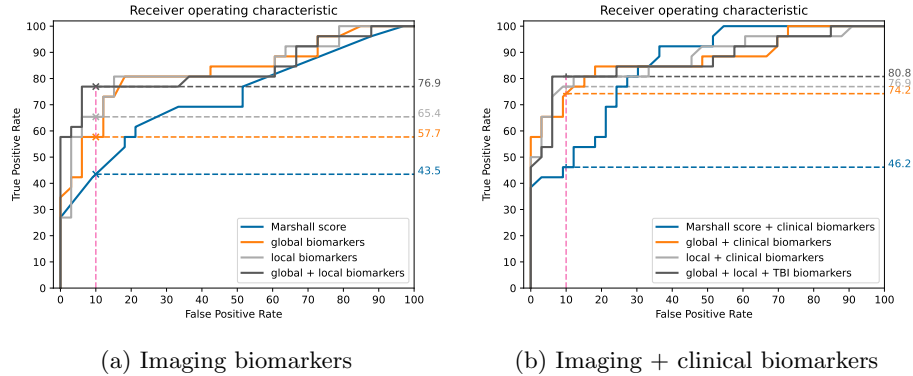 Receiver operating characteristic
True Positive Rate
100
90
80
70
60
50
40
30
20
10
0
76.9
65.4
57.7
43.5
Marshall score
global biomarkers
local biomarkers
global + local biomarkers
0 10 20 30 40 50 60 70 80 90 100
False Positive Rate
(a) Imaging biomarkers
Receiver operating characteristic
True Positive Rate
100
90
80
70
60
50
40
30
20
10
0
80.8
76.9
74.2
46.2
Marshall score + clinical biomarkers
global + clinical biomarkers
local + clinical biomarkers
global + local + TBI biomarkers
0 10 20 30 40 50 60 70 80 90 100
False Positive Rate
(b) Imaging + clinical biomarkers